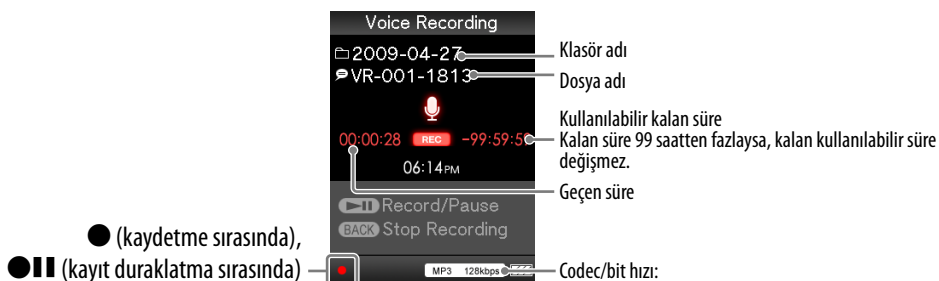 Voice Recording
2009-04-27
VR-001-1813
00:00:28 REC -99:59:59
06:14PM
Record/Pause
BACK Stop Recording
MP3 128kbps
Klasör adı
Dosya adı
Kullanılabilir kalan süre
Kalan süre 99 saatten fazlaysa, kalan kullanılabilir süre
değişmez.
Geçen süre
● (kaydetme sırasında),
●▮▮ (kayıt duraklatma sırasında)
Codec/bit hızı: